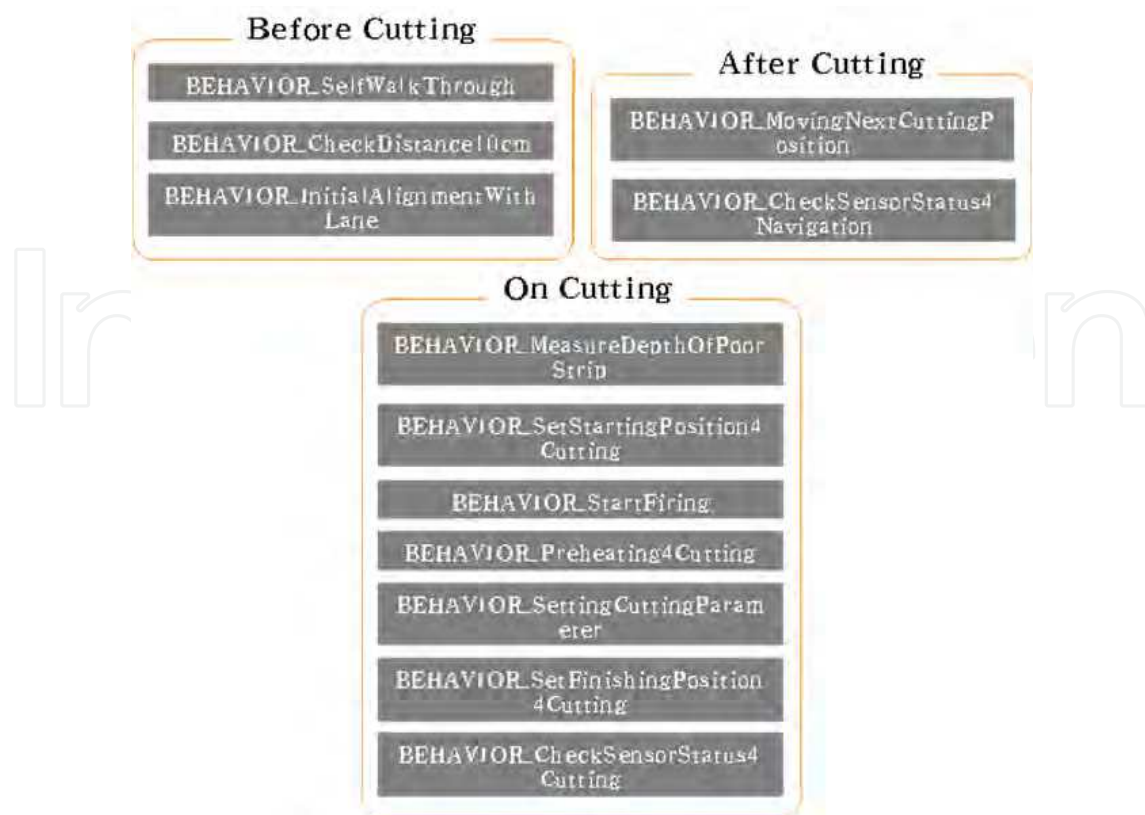 Before Cutting
BEHAVIOR_SelfWalkThrough
BEHAVIOR_CheckDistance10cm
BEHAVIOR_InitialAlignmentWith
Lane
After Cutting
BEHAVIOR_MovingNextCuttingP
osition
BEHAVIOR_CheckSensorStatus4
Navigation
On Cutting
BEHAVIOR_MeasureDepthOfPoor
Strip
BEHAVIOR_SetStartingPosition4
Cutting
BEHAVIOR_StartFiring
BEHAVIOR_Preheating4Cutting
BEHAVIOR_SettingCuttingParam
eter
BEHAVIOR_SetFinishingPosition
4Cutting
BEHAVIOR_CheckSensorStatus4
Cutting